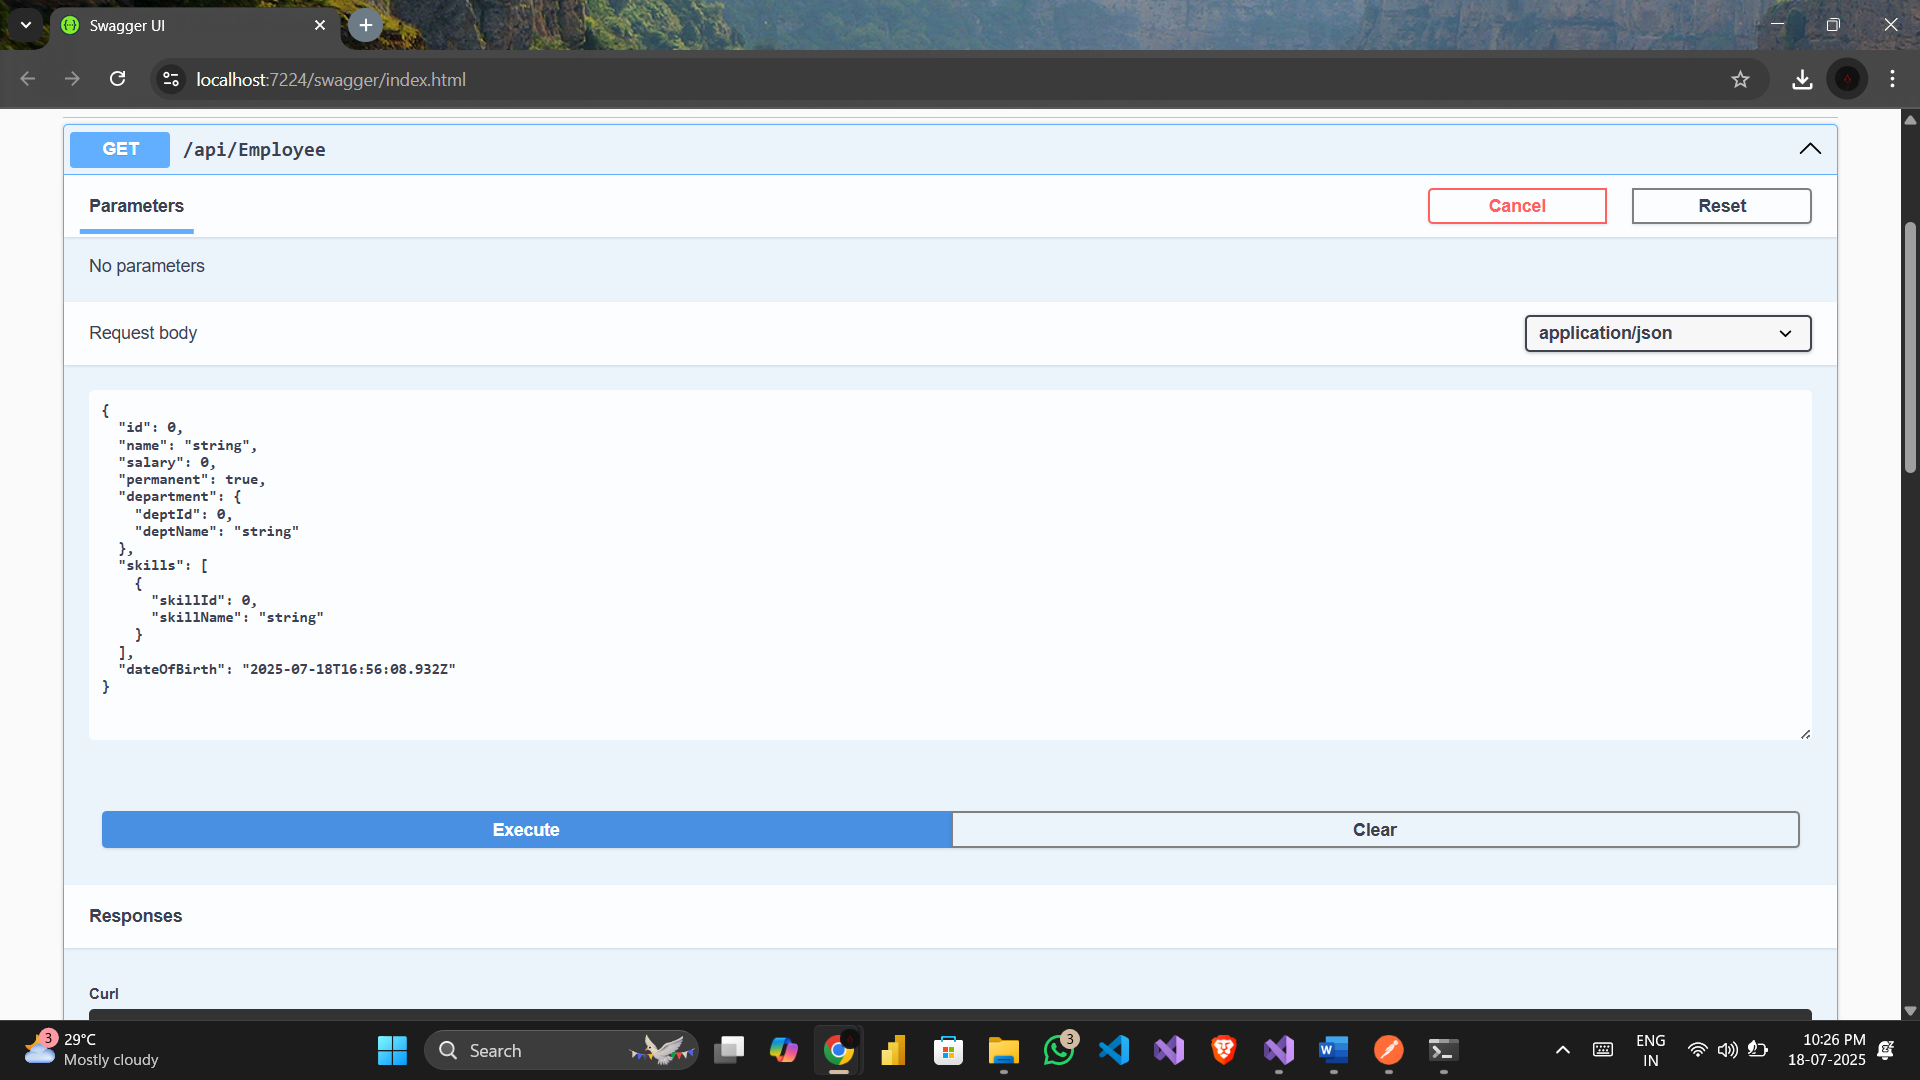 Swagger UI
localhost:7224/swagger/index.html
GET /api/Employee
Parameters
Cancel
Reset
No parameters
Request body
application/json
{
  "id": 0,
  "name": "string",
  "salary": 0,
  "permanent": true,
  "department": {
    "deptId": 0,
    "deptName": "string"
  },
  "skills": [
    {
      "skillId": 0,
      "skillName": "string"
    }
  ],
  "dateOfBirth": "2025-07-18T16:56:08.932Z"
}
Execute
Clear
Responses
Curl
3
29°C
Mostly cloudy
Search
3
ENG
IN
10:26 PM
18-07-2025